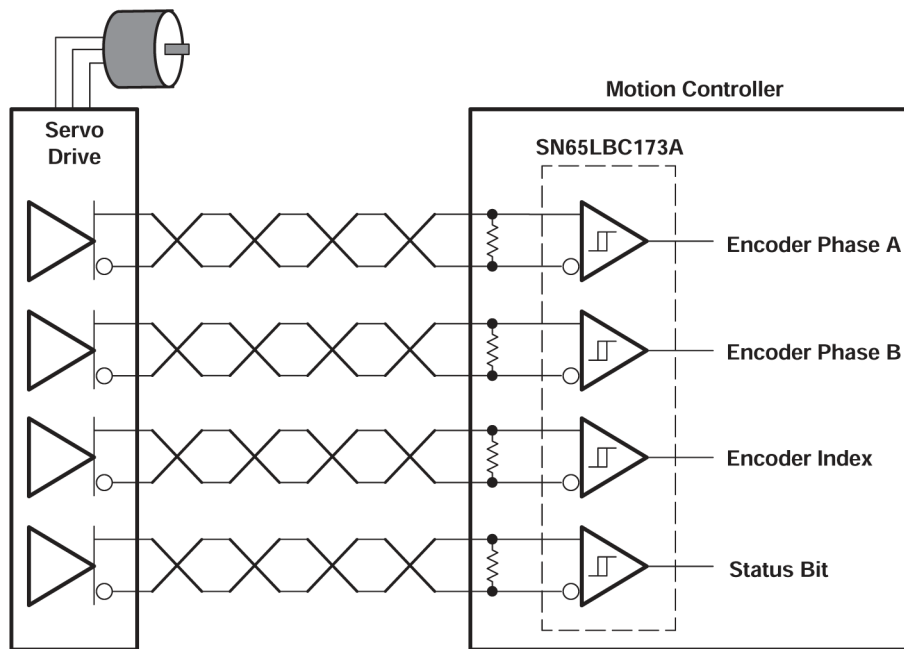 Motion Controller
Servo
Drive
SN65LBC173A
Encoder Phase A
Encoder Phase B
Encoder Index
Status Bit